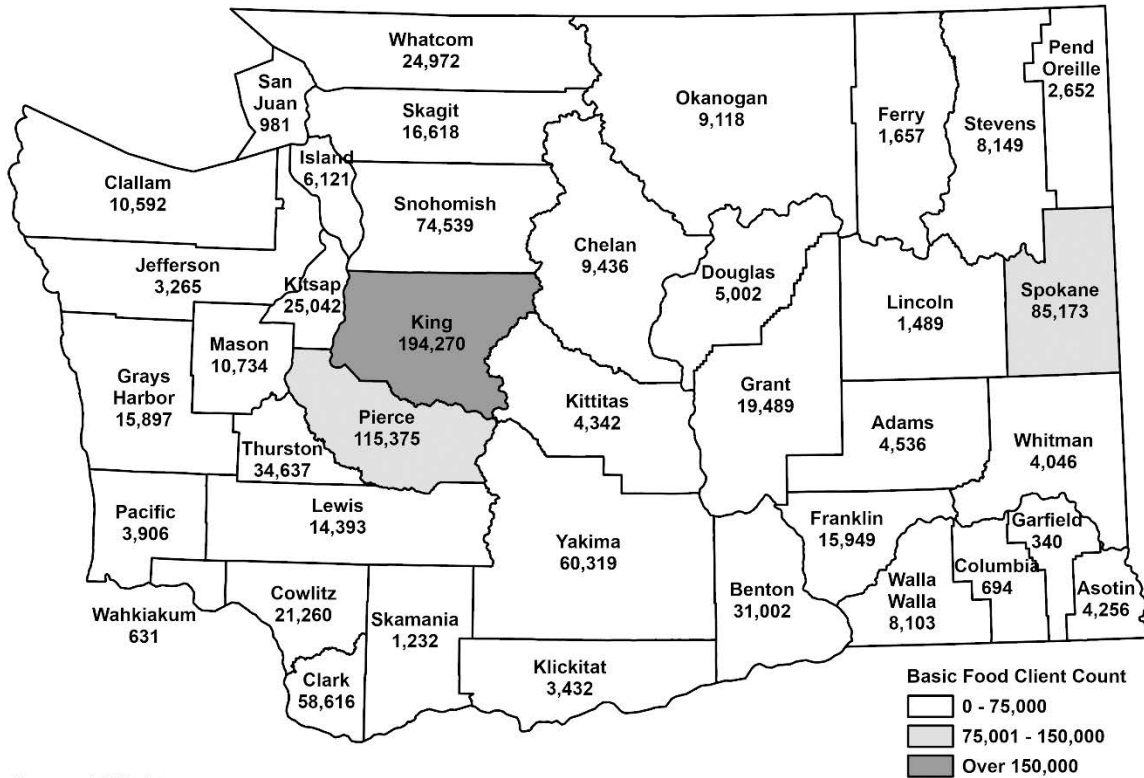 Whatcom
24,972
San
Juan
981
Skagit
16,618
Okanogan
9,118
Ferry
1,657
Stevens
8,149
Pend
Oreille
2,652
Island
6,121
Clallam
10,592
Snohomish
74,539
Chelan
9,436
Douglas
5,002
Jefferson
3,265
Kitsap
25,042
King
194,270
Lincoln
1,489
Spokane
85,173
Mason
10,734
Grays
Harbor
15,897
Grant
19,489
Kittitas
4,342
Pierce
115,375
Adams
4,536
Whitman
4,046
Thurston
34,637
Lewis
14,393
Pacific
3,906
Yakima
60,319
Franklin
15,949
Garfield
340
Columbia
694
Walla
Walla
8,103
Asotin
4,256
Benton
31,002
Wahkiakum
631
Cowlitz
21,260
Skamania
1,232
Klickitat
3,432
Clark
58,616
Basic Food Client Count
0 - 75,000
75,001 - 150,000
Over 150,000